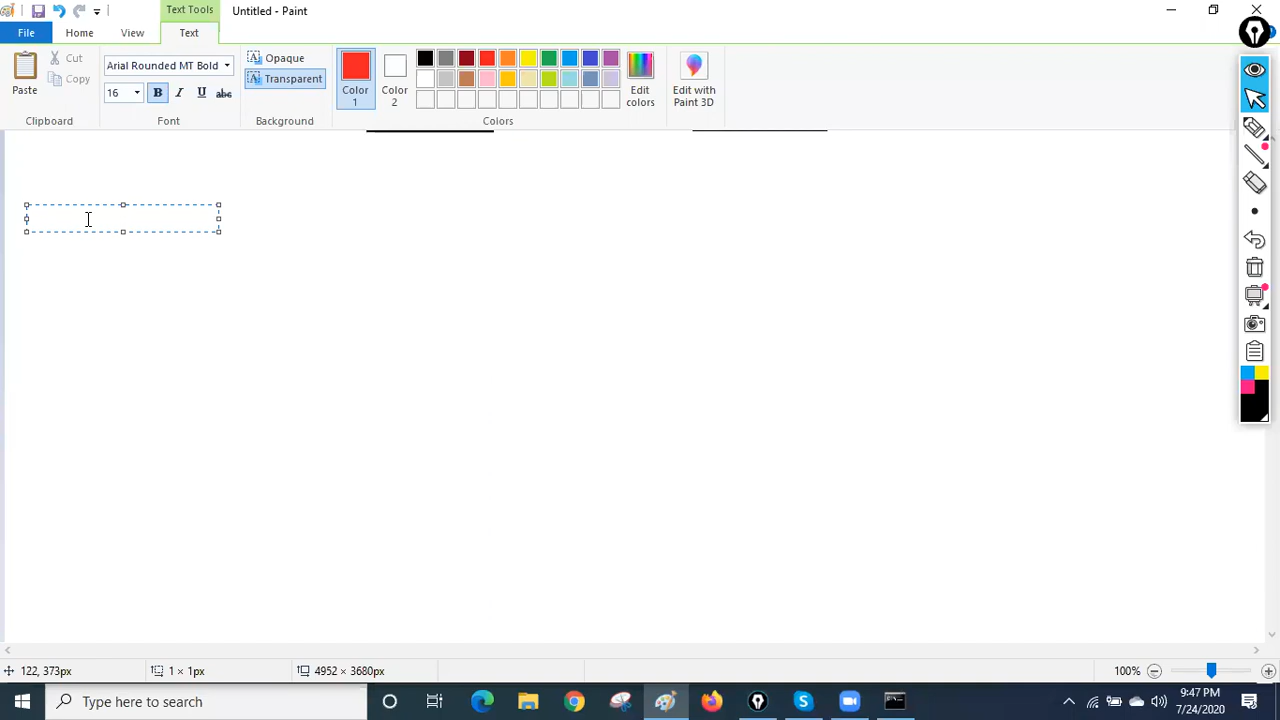 Text Tools
Untitled - Paint
File
Home
View
Text
Paste
Cut
Copy
Clipboard
Arial Rounded MT Bold
16
B
I
U
abc
Font
A
Opaque
A
Transparent
Background
Color
1
Color
2
Edit
colors
Colors
Edit with
Paint 3D
122, 373px
1 × 1px
4952 × 3680px
100%
Type here to search
9:47 PM
7/24/2020